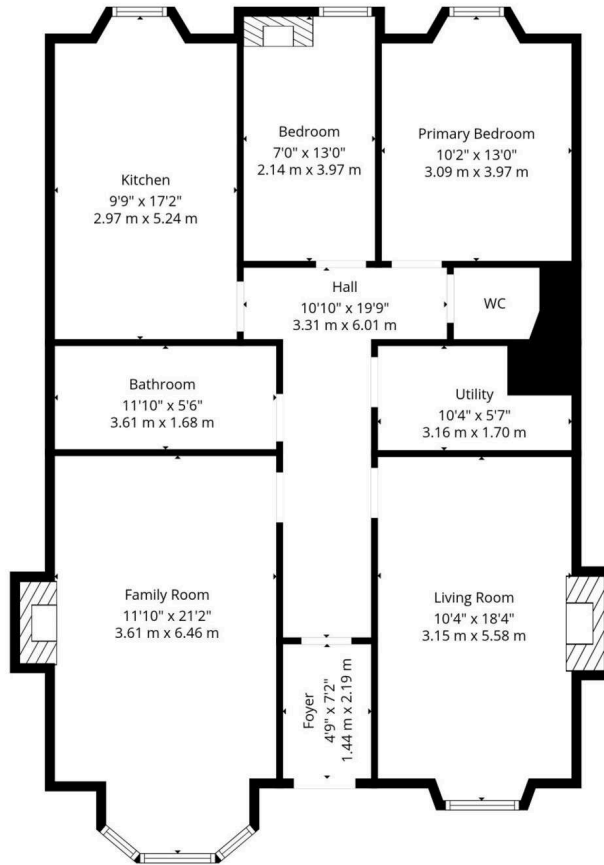 Bedroom
7'0" x 13'0"
2.14 m x 3.97 m
Primary Bedroom
10'2" x 13'0"
3.09 m x 3.97 m
Kitchen
9'9" x 17'2"
2.97 m x 5.24 m
Hall
10'10" x 19'9"
3.31 m x 6.01 m
WC
Bathroom
11'10" x 5'6"
3.61 m x 1.68 m
Utility
10'4" x 5'7"
3.16 m x 1.70 m
Family Room
11'10" x 21'2"
3.61 m x 6.46 m
Living Room
10'4" x 18'4"
3.15 m x 5.58 m
Foyer
4'9" x 7'2"
1.44 m x 2.19 m